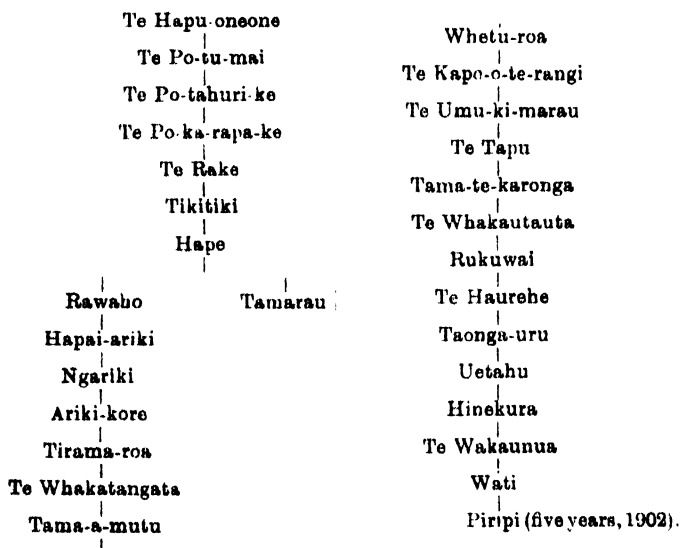 Te Hapu-oneone
Te Po-tu-mai
Te Po-tahuri-ke
Te Po-ka-rapa-ke
Te Rake
Tikitiki
Hape
Rawaho Tamarau
Hapai-ariki
Ngariki
Ariki-kore
Tirama-roa
Te Whakatangata
Tama-a-mutu
Whetu-roa
Te Kapo-o-te-rangi
Te Umu-ki-marau
Te Tapu
Tama-te-karonga
Te Whakautauta
Rukuwai
Te Haurehe
Taonga-uru
Uetahu
Hinekura
Te Wakaunua
Wati
Piripi (five years, 1902).